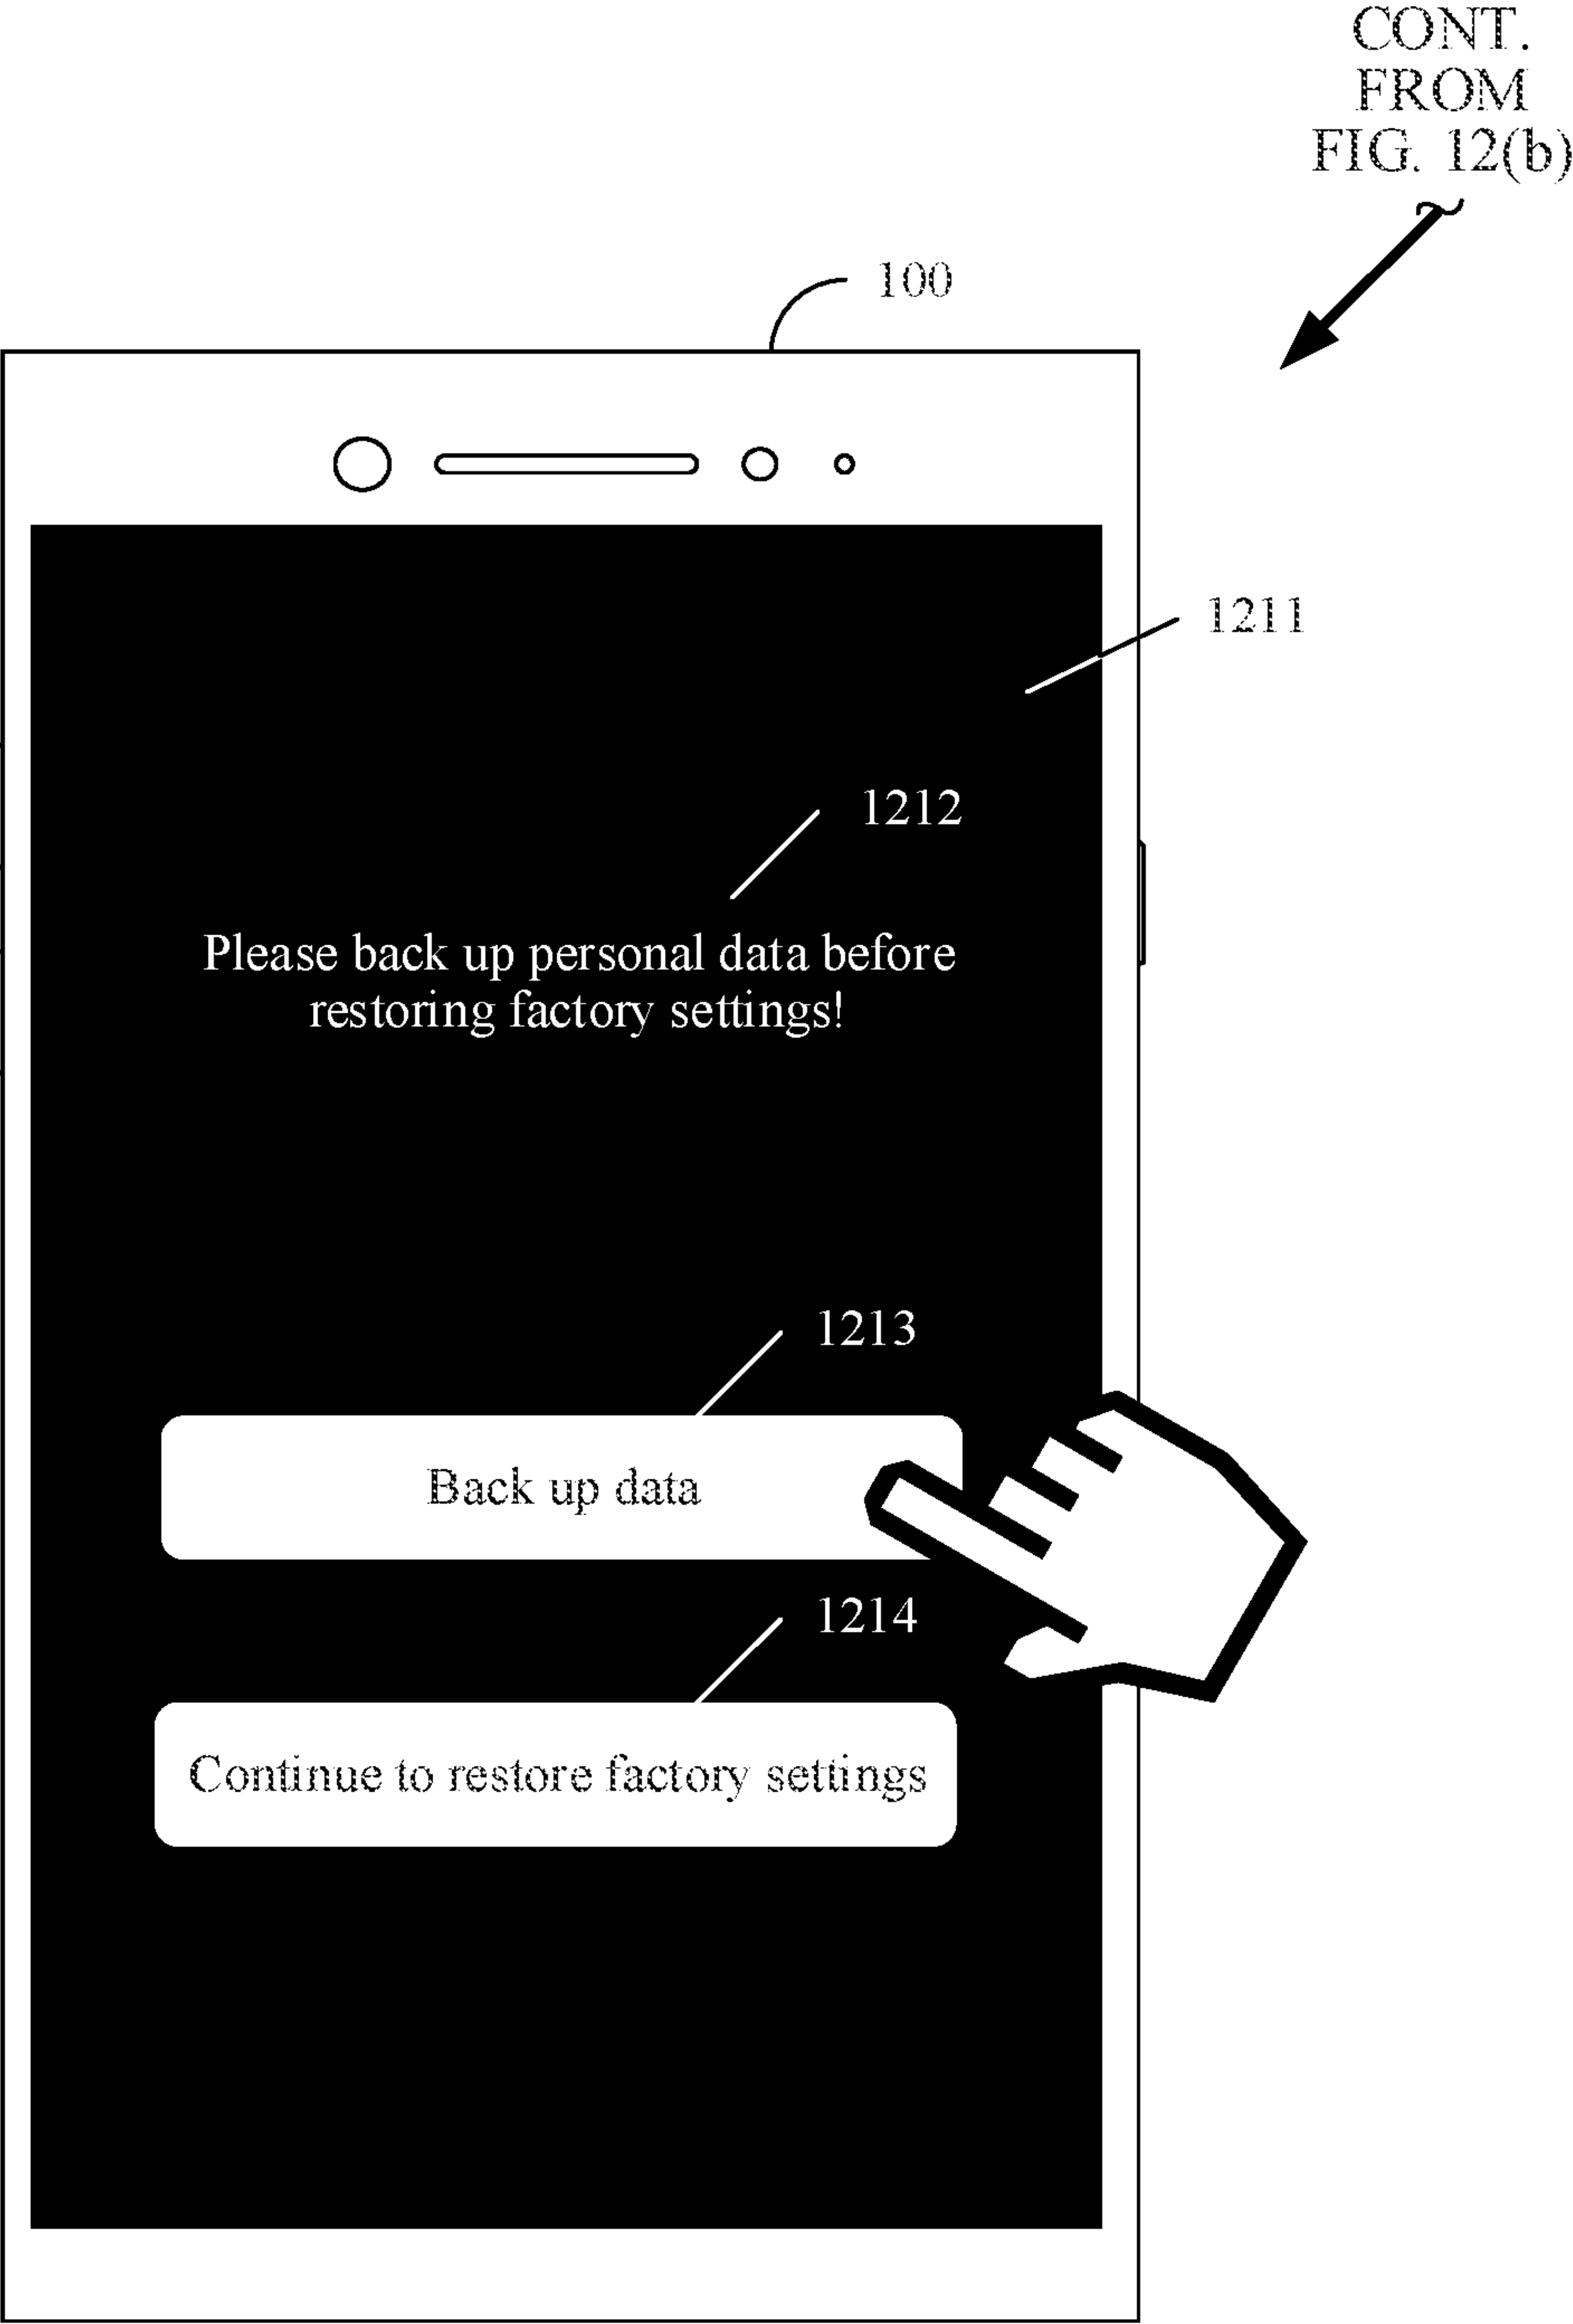 CONT.
FROM
FIG. 12(b)
100
1211
1212
Please back up personal data before
restoring factory settings!
1213
Back up data
1214
Continue to restore factory settings